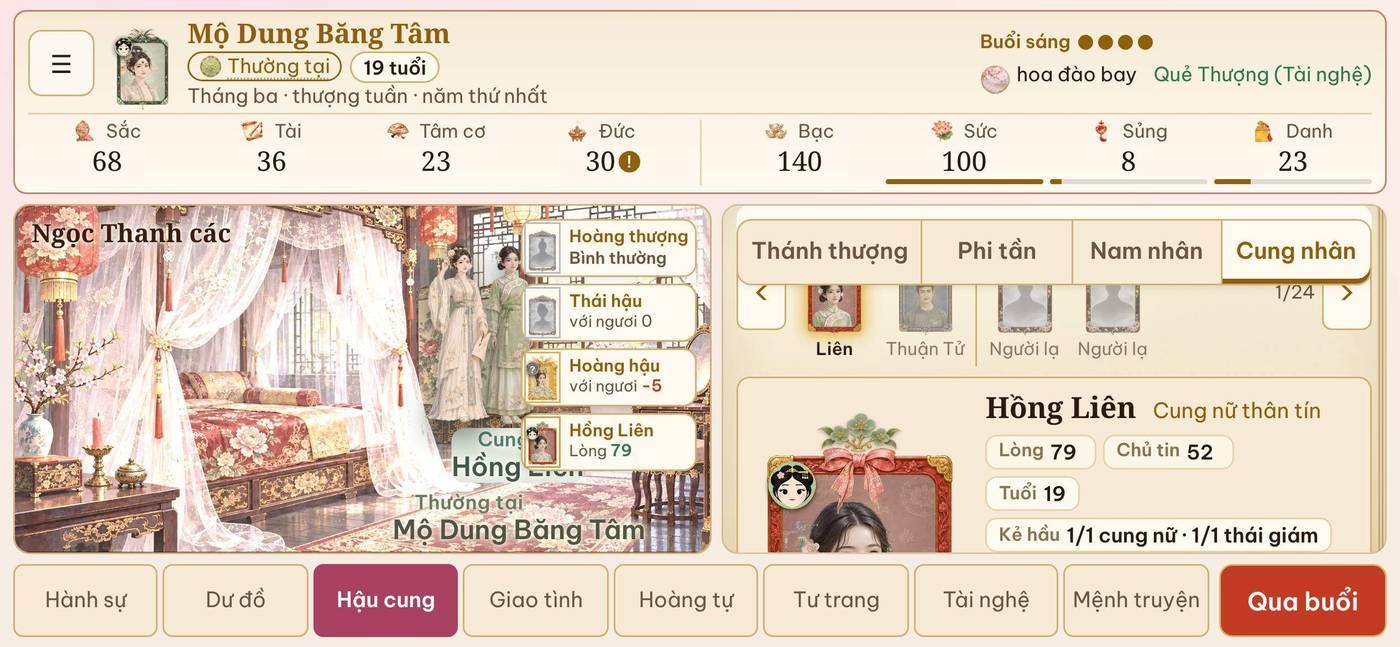 ☰
Mộ Dung Băng Tâm
Thường tại
19 tuổi
Tháng ba · thượng tuần · năm thứ nhất
Buổi sáng
hoa đào bay
Quẻ Thượng (Tài nghệ)
Sắc
68
Tài
36
Tâm cơ
23
Đức
30 !
Bạc
140
Sức
100
Sủng
8
Danh
23
Ngọc Thanh các
Hoàng thượng
Bình thường
Thái hậu
với ngươi 0
Hoàng hậu
với ngươi -5
Hồng Liên
Lòng 79
Cung
Hồng Liên
Thường tại
Mộ Dung Băng Tâm
Thánh thượng
Phi tần
Nam nhân
Cung nhân
1/24
Liên
Thuận Tử
Người lạ
Người lạ
Hồng Liên
Cung nữ thân tín
Lòng 79
Chủ tin 52
Tuổi 19
Kẻ hầu 1/1 cung nữ · 1/1 thái giám
Hành sự
Dư đồ
Hậu cung
Giao tình
Hoàng tự
Tư trang
Tài nghệ
Mệnh truyện
Qua buổi